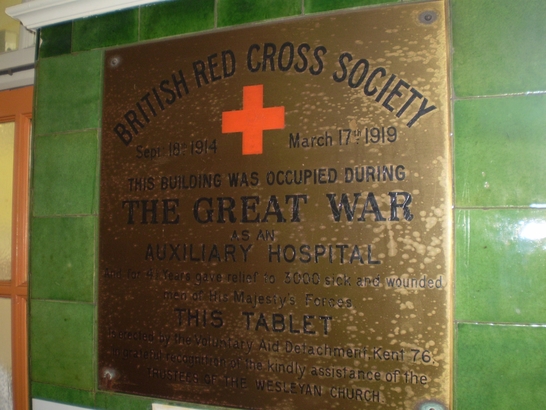 BRITISH RED CROSS SOCIETY
Sept 18th 1914 March 17th 1919
THIS BUILDING WAS OCCUPIED DURING
THE GREAT WAR
AS AN
AUXILIARY HOSPITAL
and for 4½ Years gave relief to 3000 sick and wounded
men of His Majesty's Forces
THIS TABLET
erected by the Voluntary Aid Detachment, Kent 76,
in grateful recognition of the kindly assistance of the
TRUSTEES OF THE WESLEYAN CHURCH.